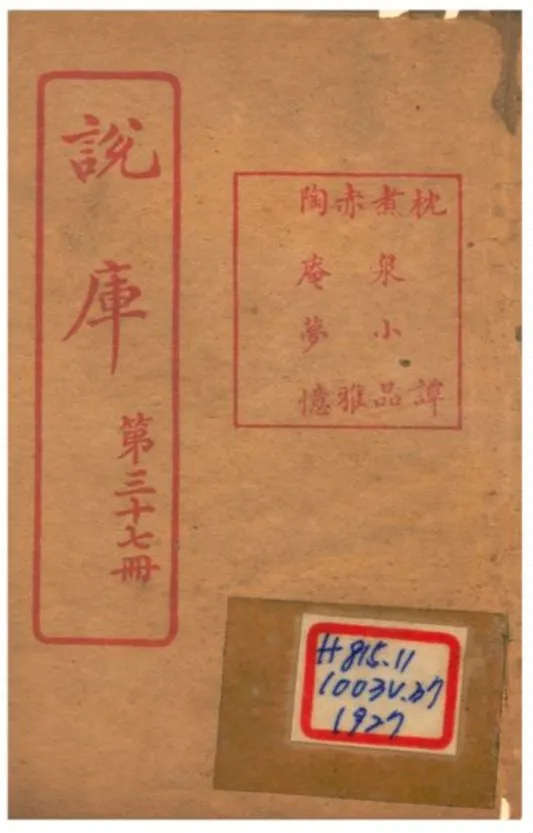 說庫
第三十七冊
枕譚
煮泉小品
赤雅
陶庵夢憶
H815.11
1003V.37
1927